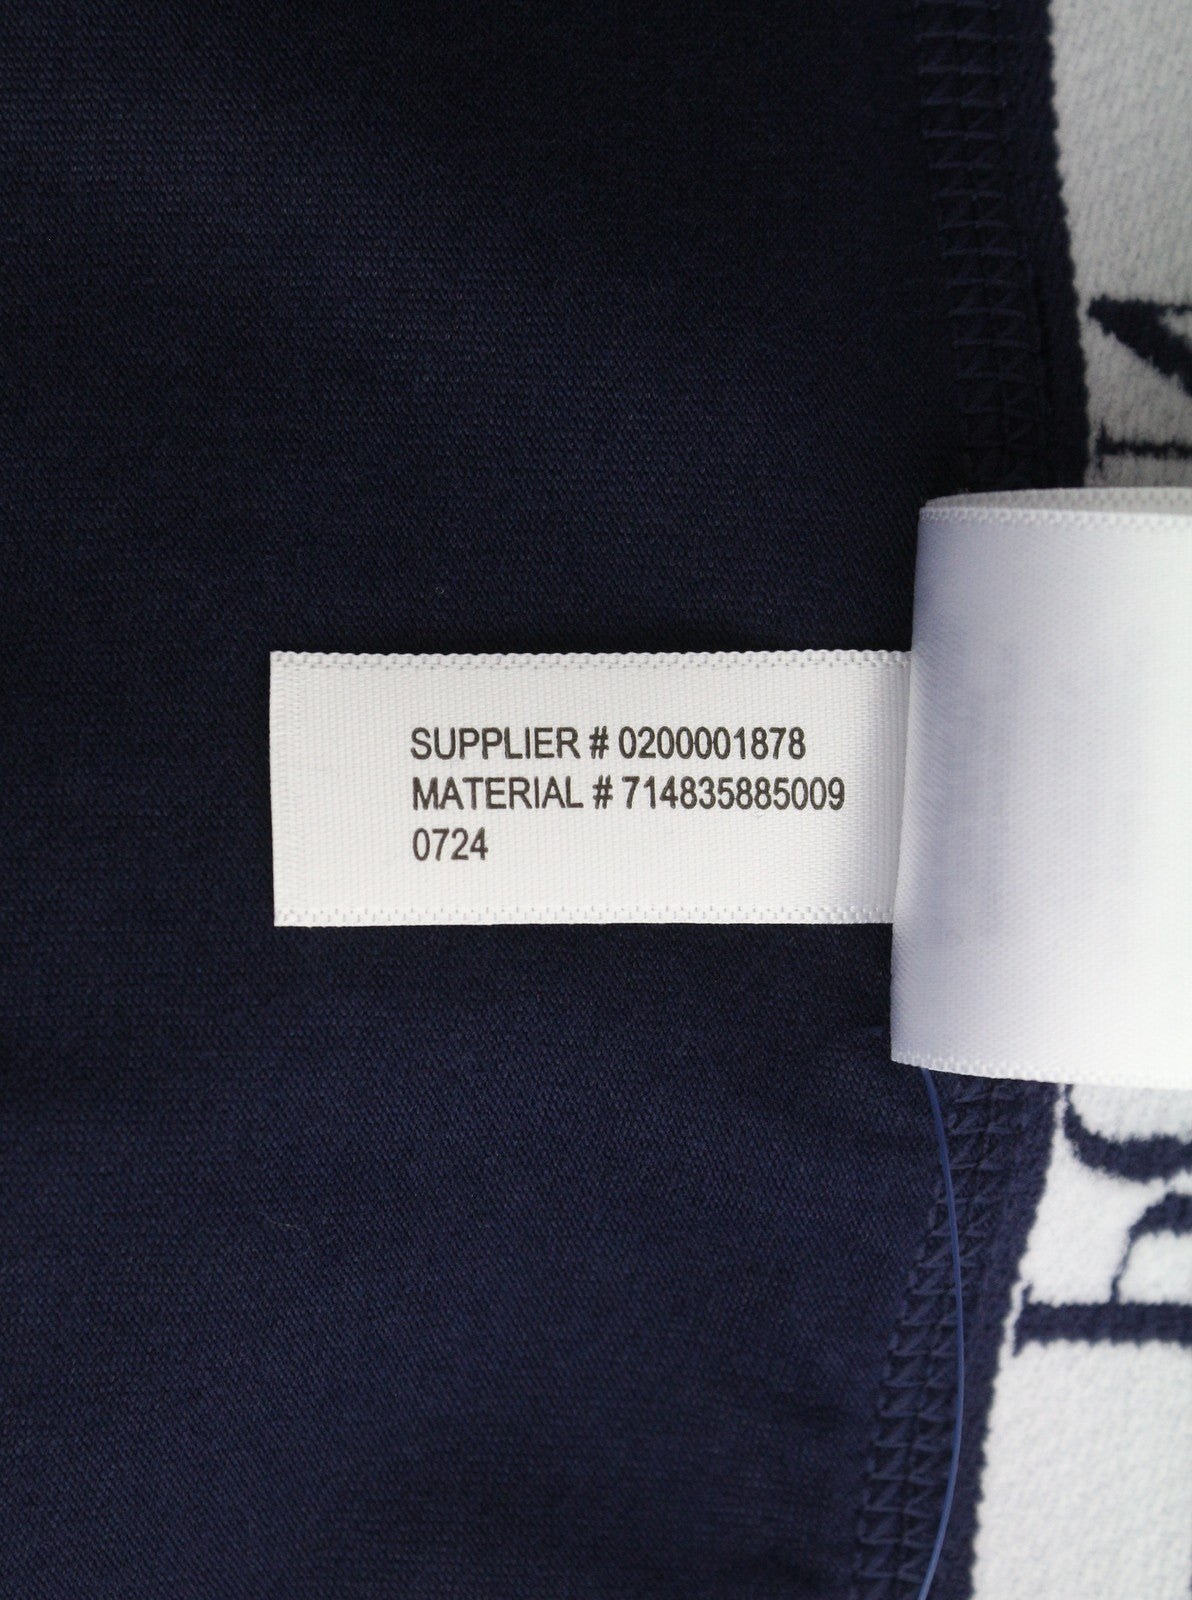 SUPPLIER # 0200001878
MATERIAL # 714835885009
0724